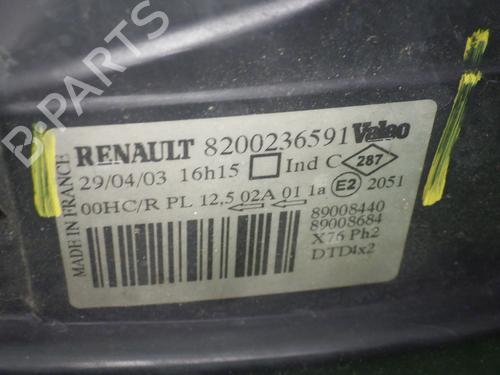 B-PARTS
RENAULT 8200236591 Valeo
29/04/03 16h15 Ind C 287
00HC/R PL 12,5 02A 01 1a E2 2051
MADE IN FRANCE
89008440
89008684
X76 Ph2
DTD4x2